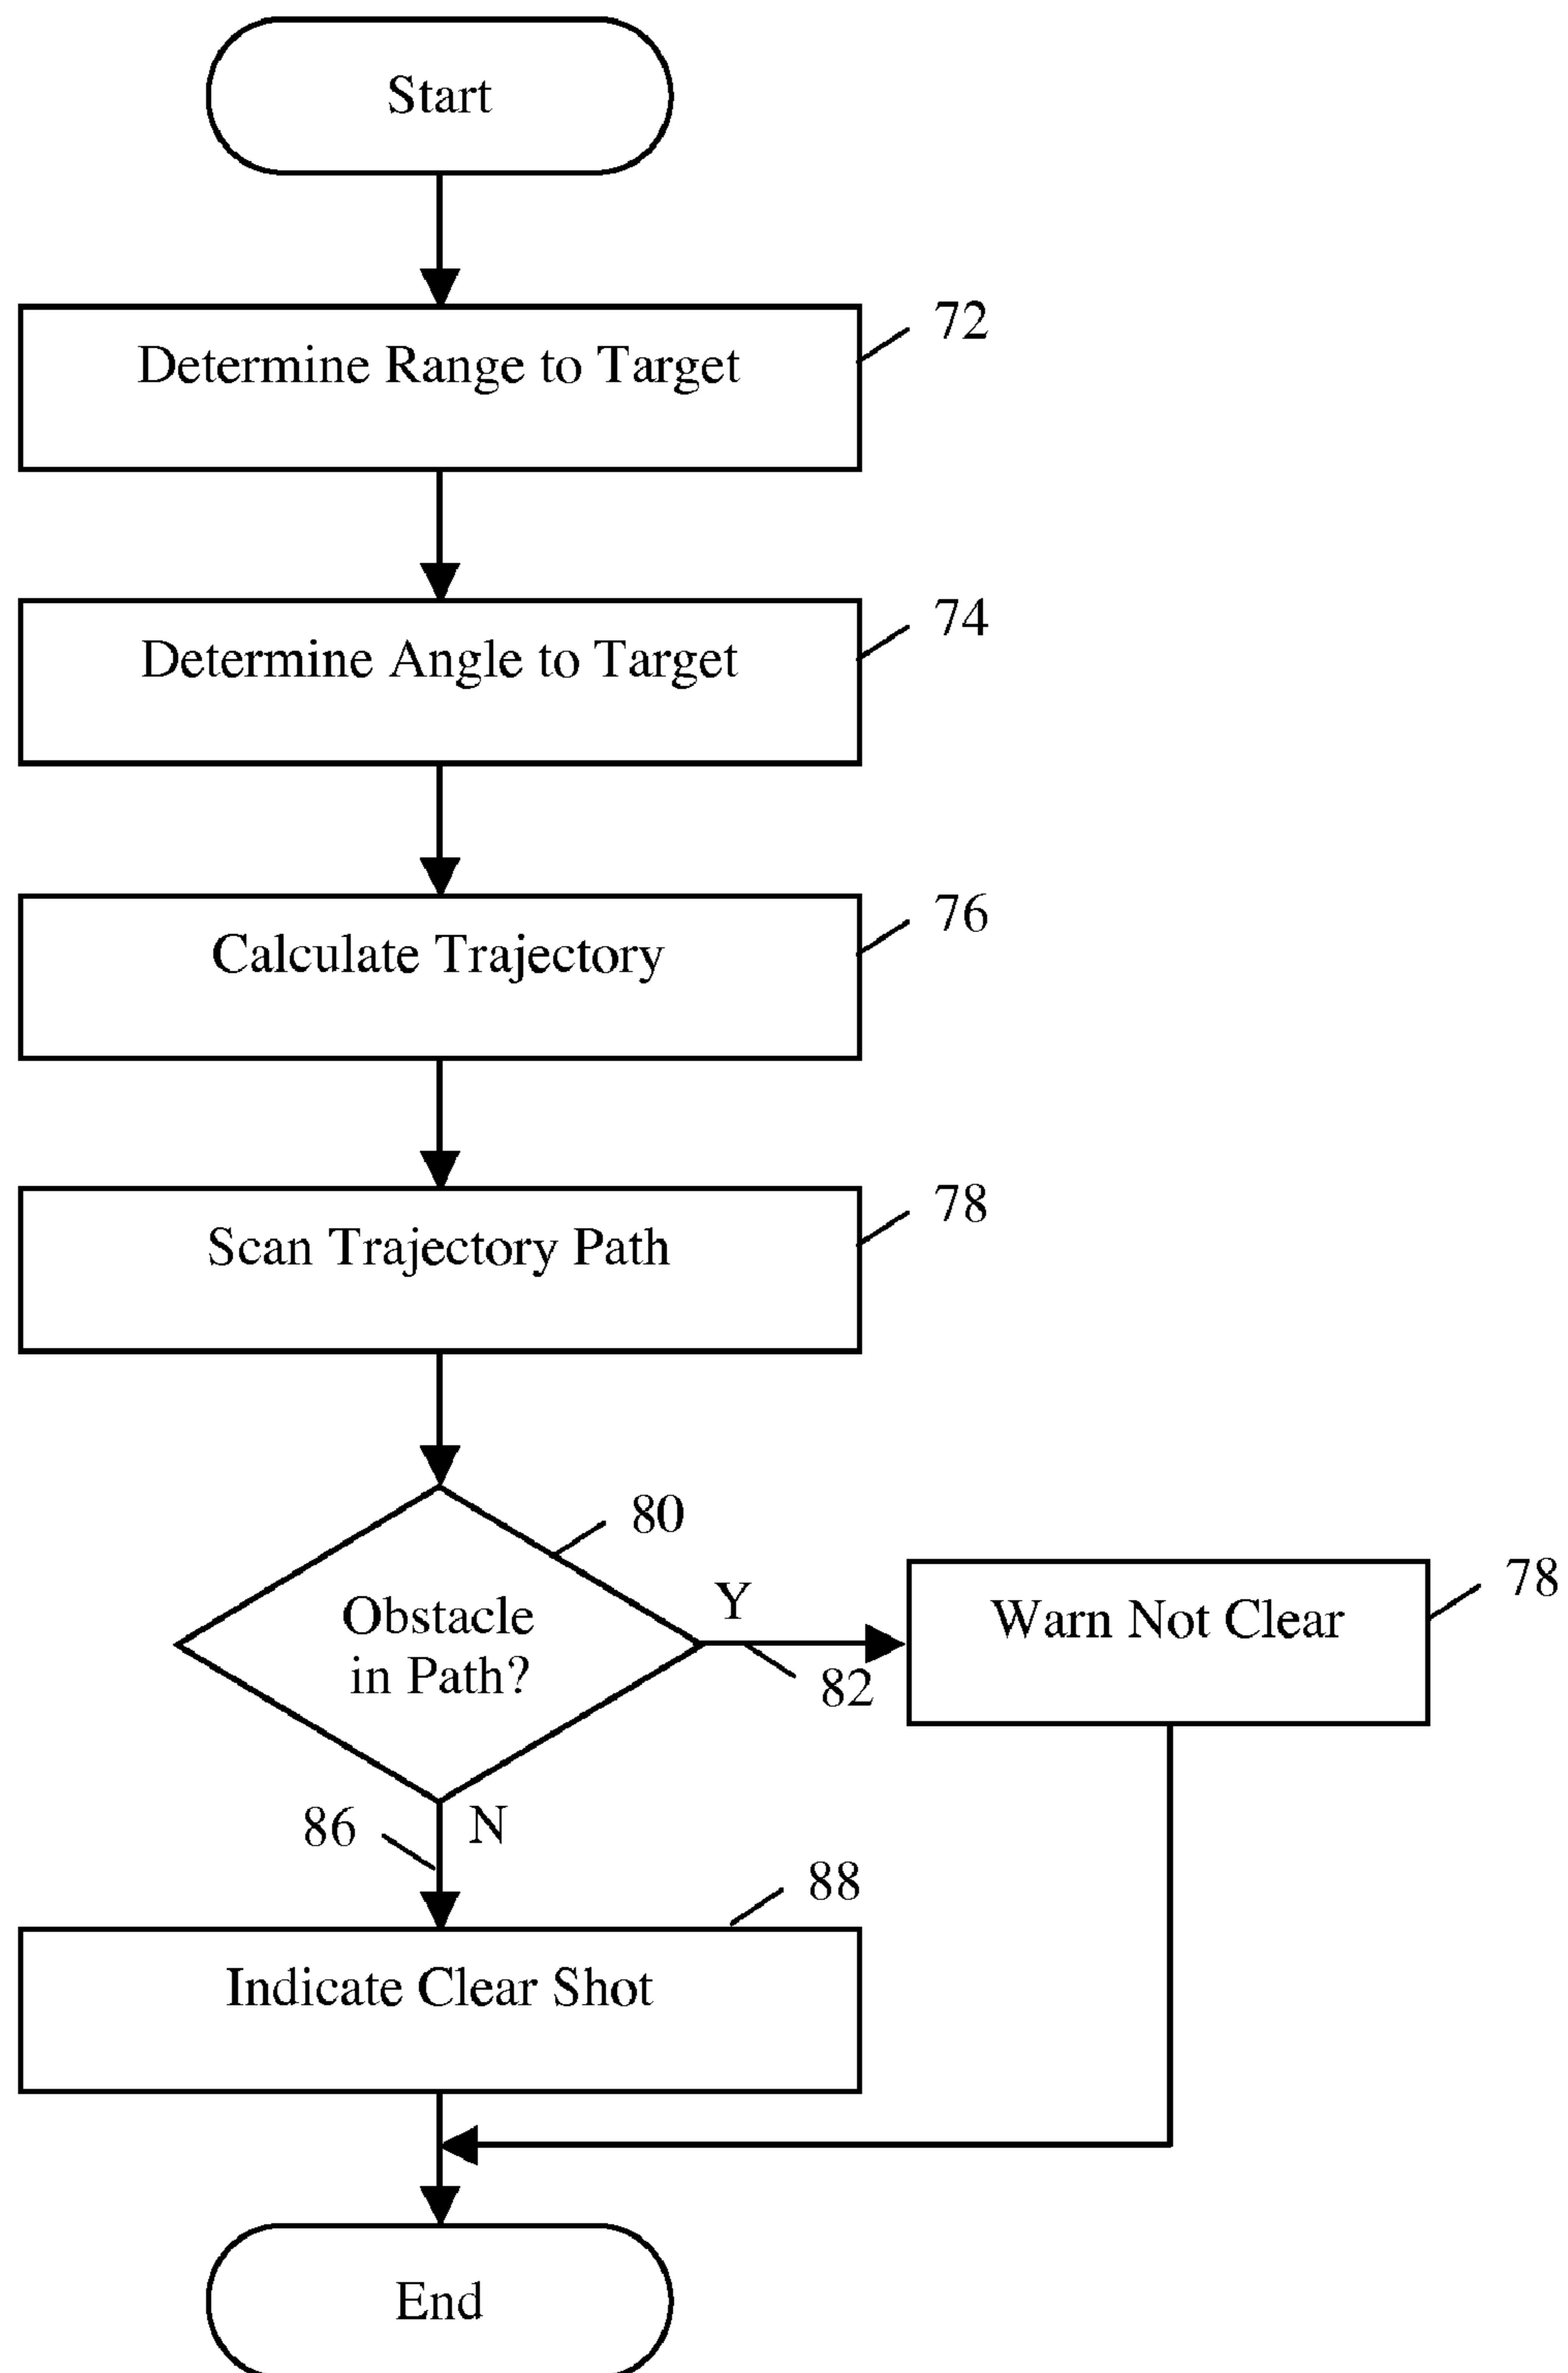 Start
Determine Range to Target
72
Determine Angle to Target
74
Calculate Trajectory
76
Scan Trajectory Path
78
80
Obstacle
in Path?
Y
82
Warn Not Clear
78
86
N
88
Indicate Clear Shot
End